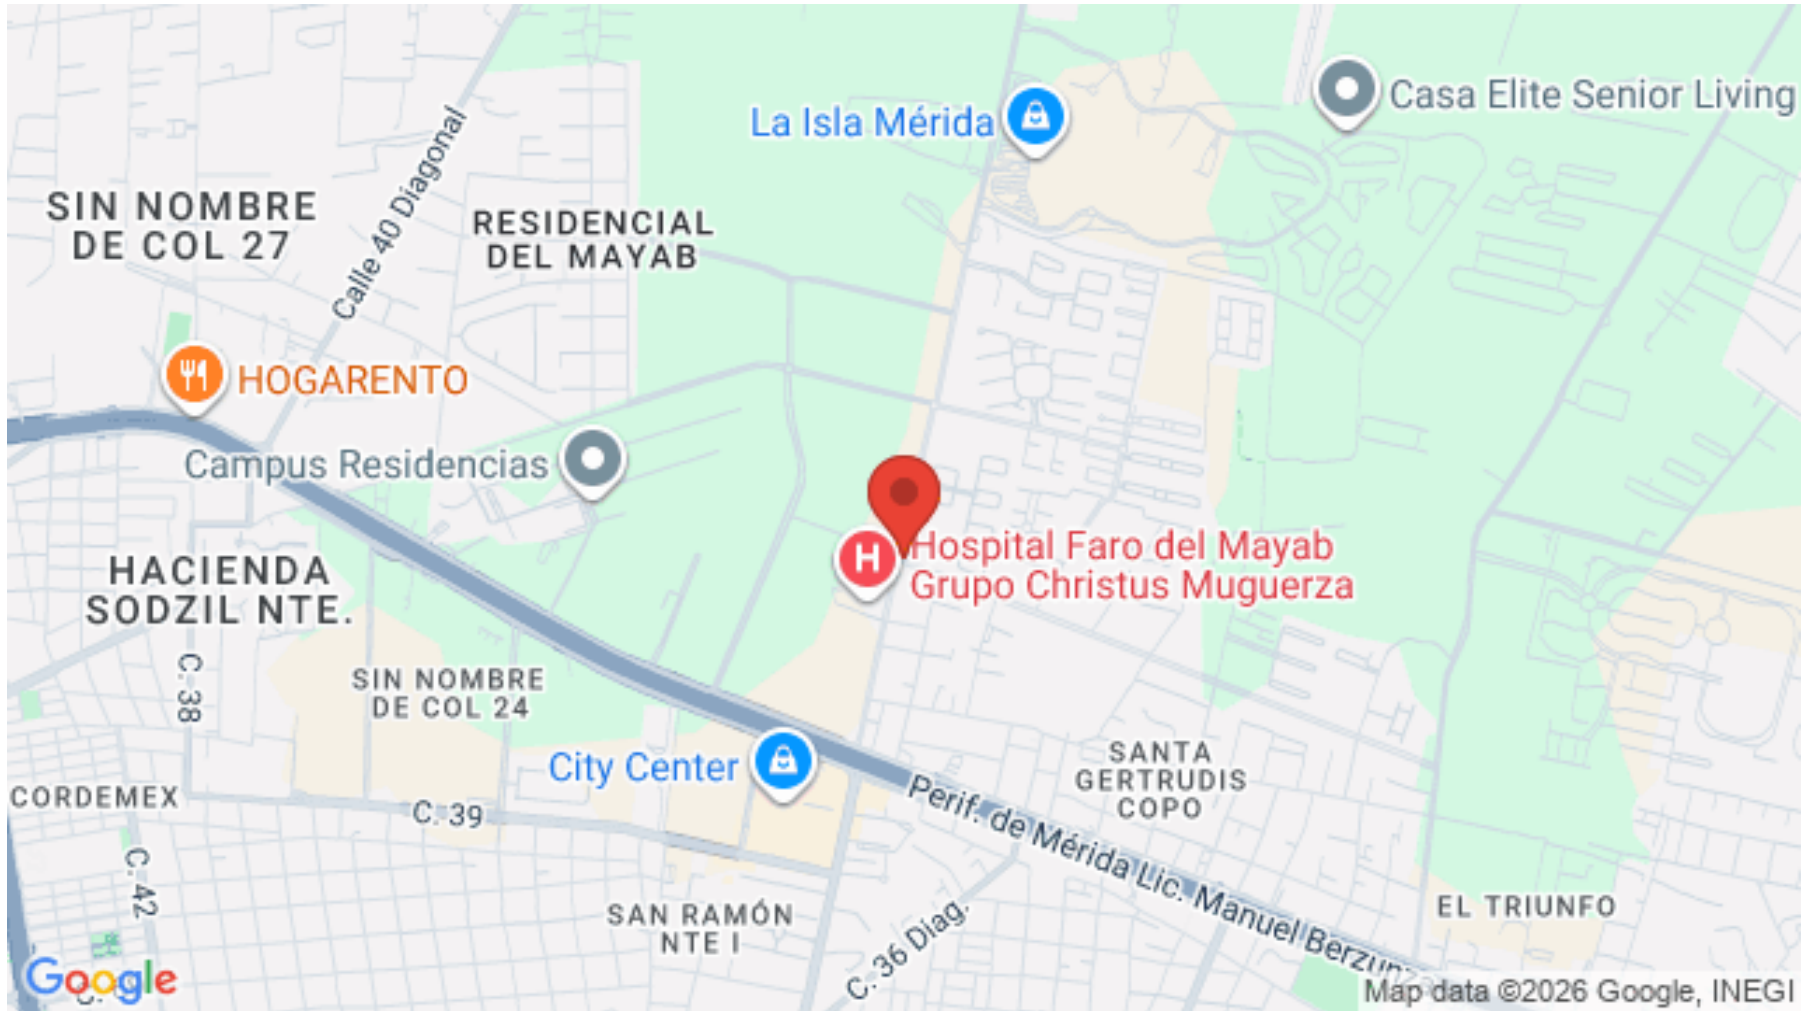 La Isla Mérida
Casa Elite Senior Living
Calle 40 Diagonal
SIN NOMBRE
DE COL 27
RESIDENCIAL
DEL MAYAB
HOGARENTO
Campus Residencias
Hospital Faro del Mayab
Grupo Christus Muguerza
HACIENDA
SODZIL NTE.
C. 38
SIN NOMBRE
DE COL 24
City Center
SANTA
GERTRUDIS
COPO
CORDEMEX
C. 39
Perif. de Mérida Lic. Manuel
C. 42
SAN RAMÓN
NTE I
C. 36 Diag.
EL TRIUNFO
Google
Map data ©2026 Google, INEGI